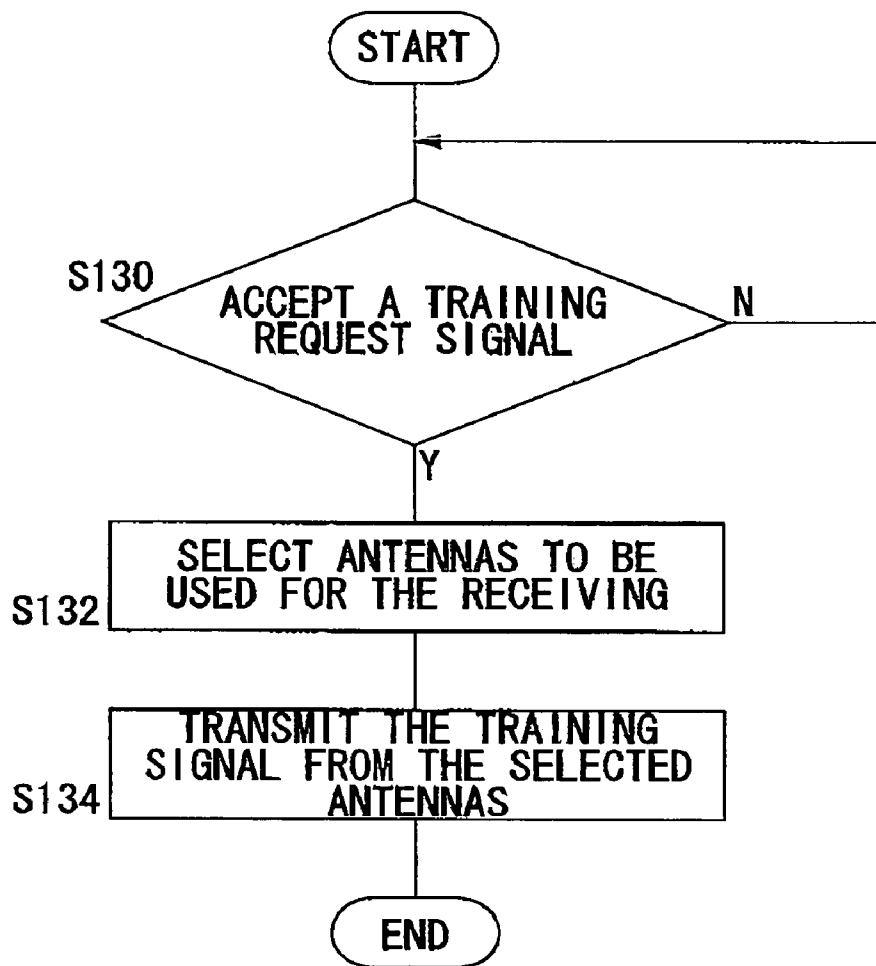 START
S130
ACCEPT A TRAINING
REQUEST SIGNAL
N
Y
SELECT ANTENNAS TO BE
USED FOR THE RECEIVING
S132
TRANSMIT THE TRAINING
SIGNAL FROM THE SELECTED
ANTENNAS
S134
END